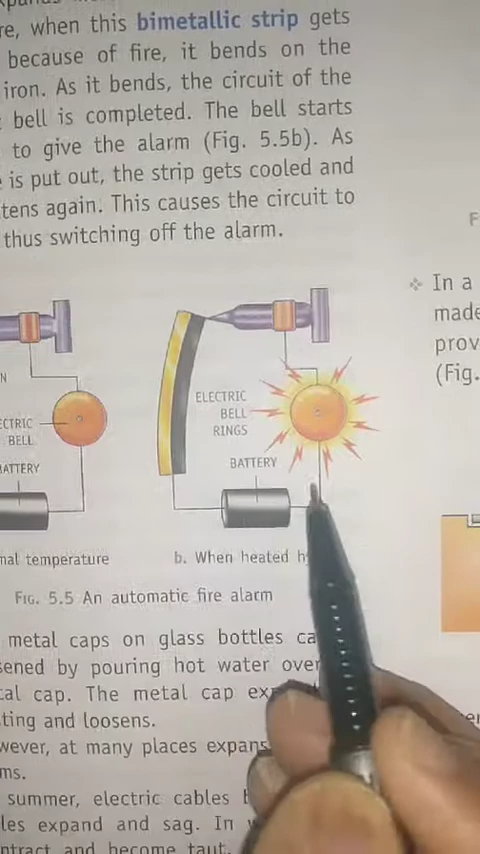 re, when this bimetallic strip gets
because of fire, it bends on the
iron. As it bends, the circuit of the
bell is completed. The bell starts
to give the alarm (Fig. 5.5b). As
is put out, the strip gets cooled and
tens again. This causes the circuit to
thus switching off the alarm.
In a
made
prov
(Fig.
N
CTRIC
BELL
BATTERY
ELECTRIC
BELL
RINGS
BATTERY
mal temperature
b. When heated
FIG. 5.5 An automatic fire alarm
metal caps on glass bottles ca
ened by pouring hot water over
cal cap. The metal cap
ting and loosens.
wever, at many places expans
ms.
summer, electric cables
les expand and sag. In
ntract and become taut.